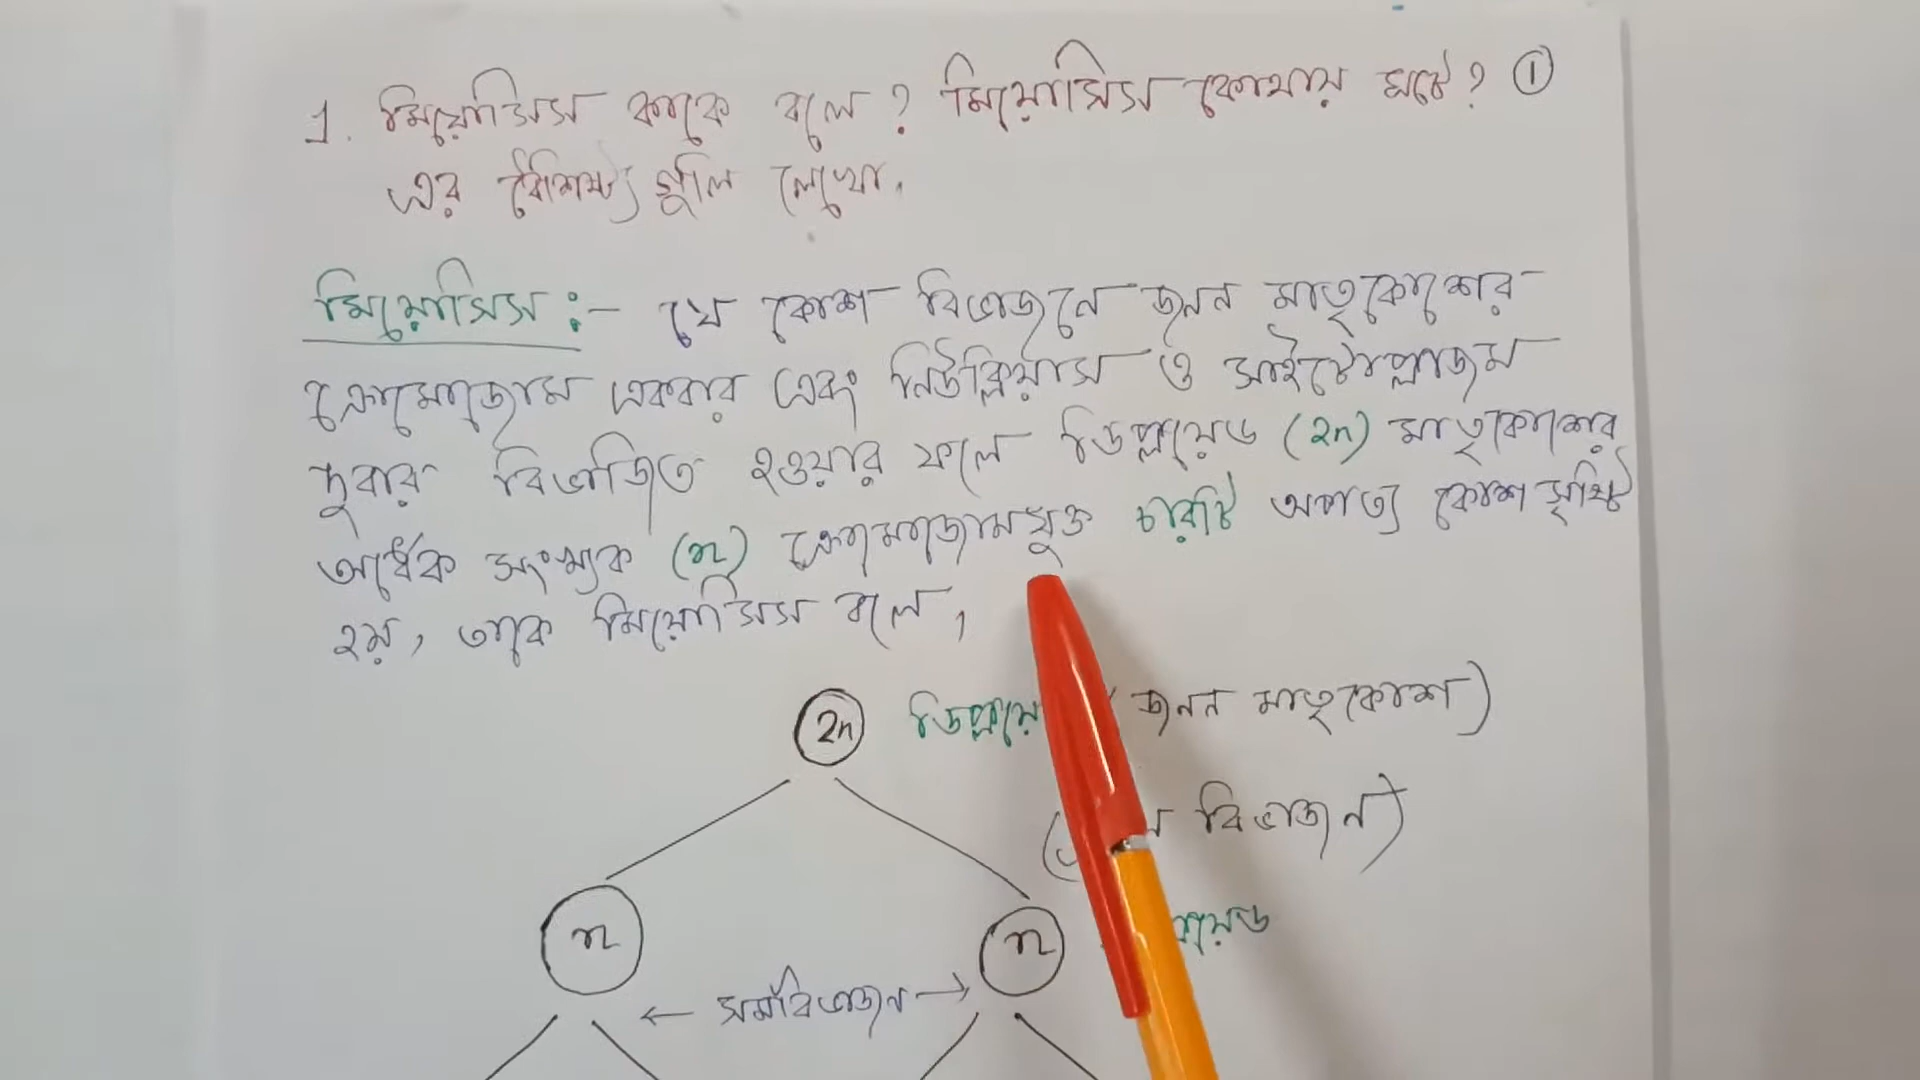 1. মিয়োসিস কাকে বলে? মিয়োসিস কোথায় ঘটে? ①
এর বৈশিষ্ট্যগুলি লেখো।
মিয়োসিস :- যে কোশ বিভাজনে জনন মাতৃকোশের
ক্রোমোজোম একবার এবং নিউক্লিয়াস ও সাইটোপ্লাজম
দুবার বিভাজিত হওয়ার ফলে ডিপ্লয়েড (2n) মাতৃকোশের
অর্ধেক সংখ্যক (n) ক্রোমোজোমযুক্ত চারটি অপত্য কোশ সৃষ্টি
হয়, তাকে মিয়োসিস বলে,
2n (জনন মাতৃকোশ)
বিভাজন)
n n
← সমবিভাজন →